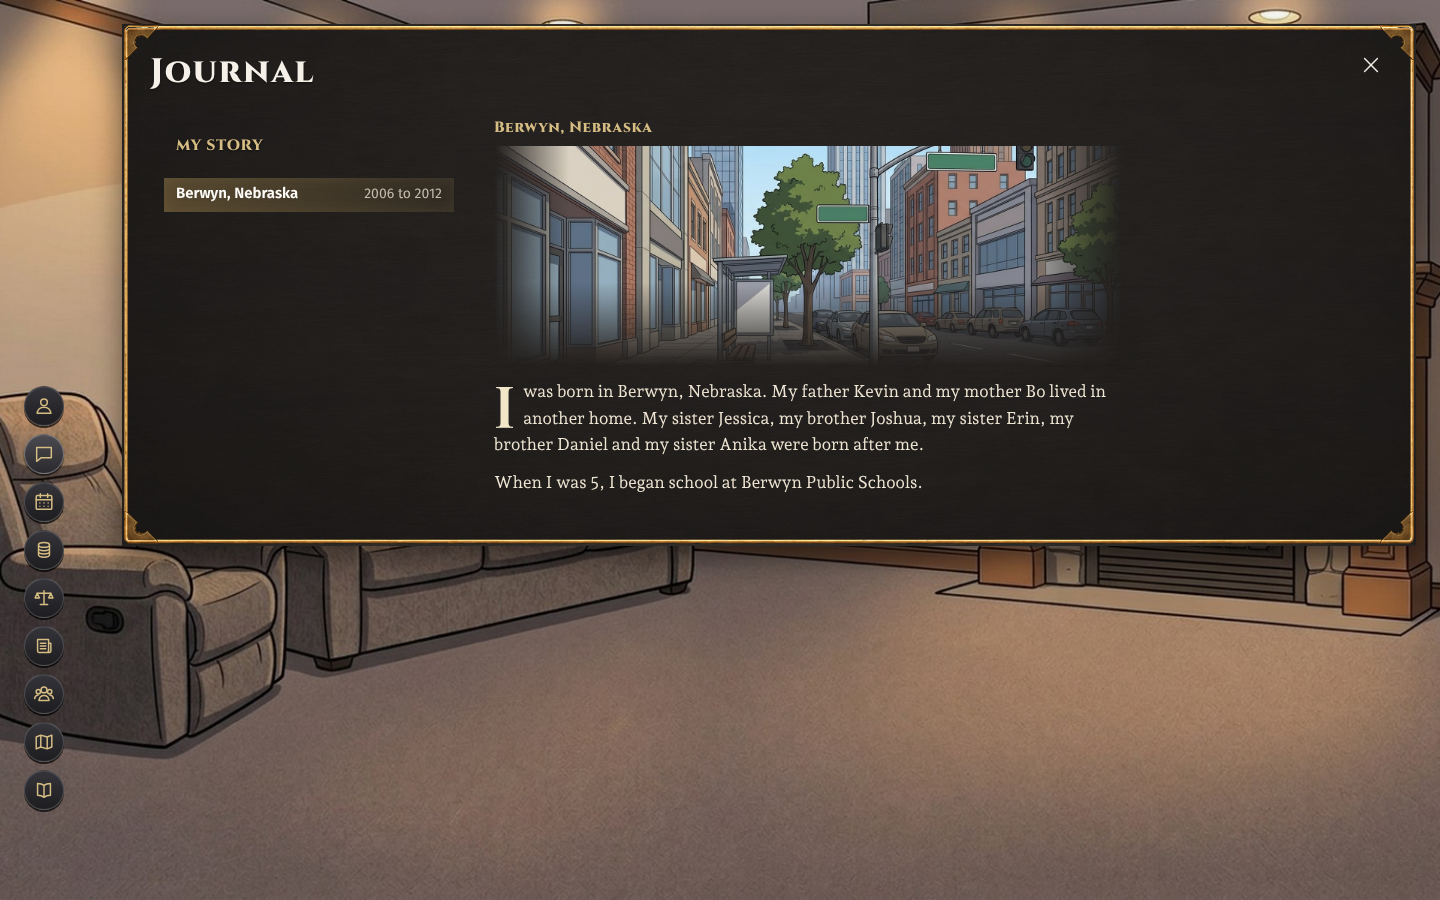 Journal
MY STORY
Berwyn, Nebraska 2006 to 2012
Berwyn, Nebraska
I was born in Berwyn, Nebraska. My father Kevin and my mother Bo lived in
another home. My sister Jessica, my brother Joshua, my sister Erin, my
brother Daniel and my sister Anika were born after me.
When I was 5, I began school at Berwyn Public Schools.